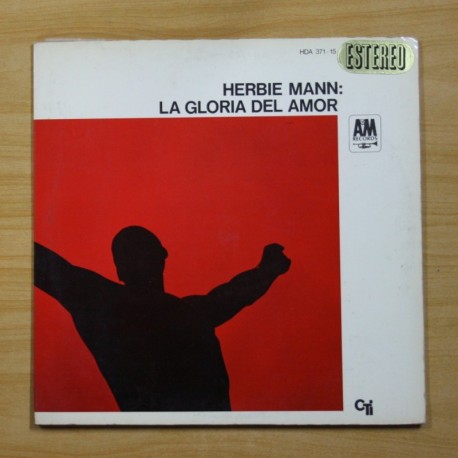 HDA 371-15
ESTEREO
HERBIE MANN:
LA GLORIA DEL AMOR
A&M
RECORDS
CTi